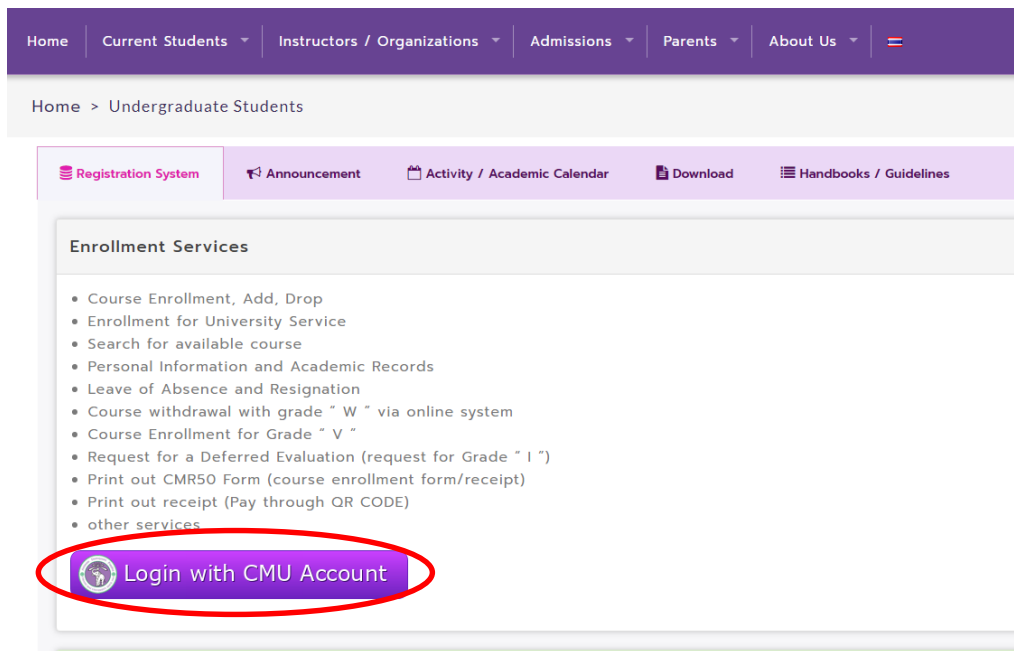 Home Current Students Instructors / Organizations Admissions Parents About Us
Home > Undergraduate Students
Registration System Announcement Activity / Academic Calendar Download Handbooks / Guidelines
Enrollment Services
• Course Enrollment, Add, Drop
• Enrollment for University Service
• Search for available course
• Personal Information and Academic Records
• Leave of Absence and Resignation
• Course withdrawal with grade “ W ” via online system
• Course Enrollment for Grade “ V “
• Request for a Deferred Evaluation (request for Grade “ I ”)
• Print out CMR50 Form (course enrollment form/receipt)
• Print out receipt (Pay through QR CODE)
• other services
Login with CMU Account